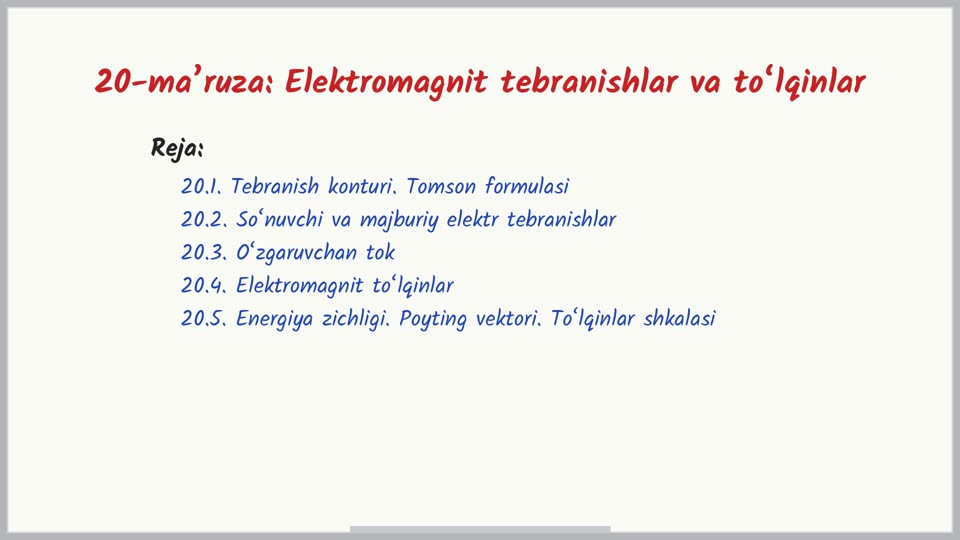 20-ma’ruza: Elektromagnit tebranishlar va to‘lqinlar
Reja:
20.1. Tebranish konturi. Tomson formulasi
20.2. So‘nuvchi va majburiy elektr tebranishlar
20.3. O‘zgaruvchan tok
20.4. Elektromagnit to‘lqinlar
20.5. Energiya zichligi. Poyting vektori. To‘lqinlar shkalasi